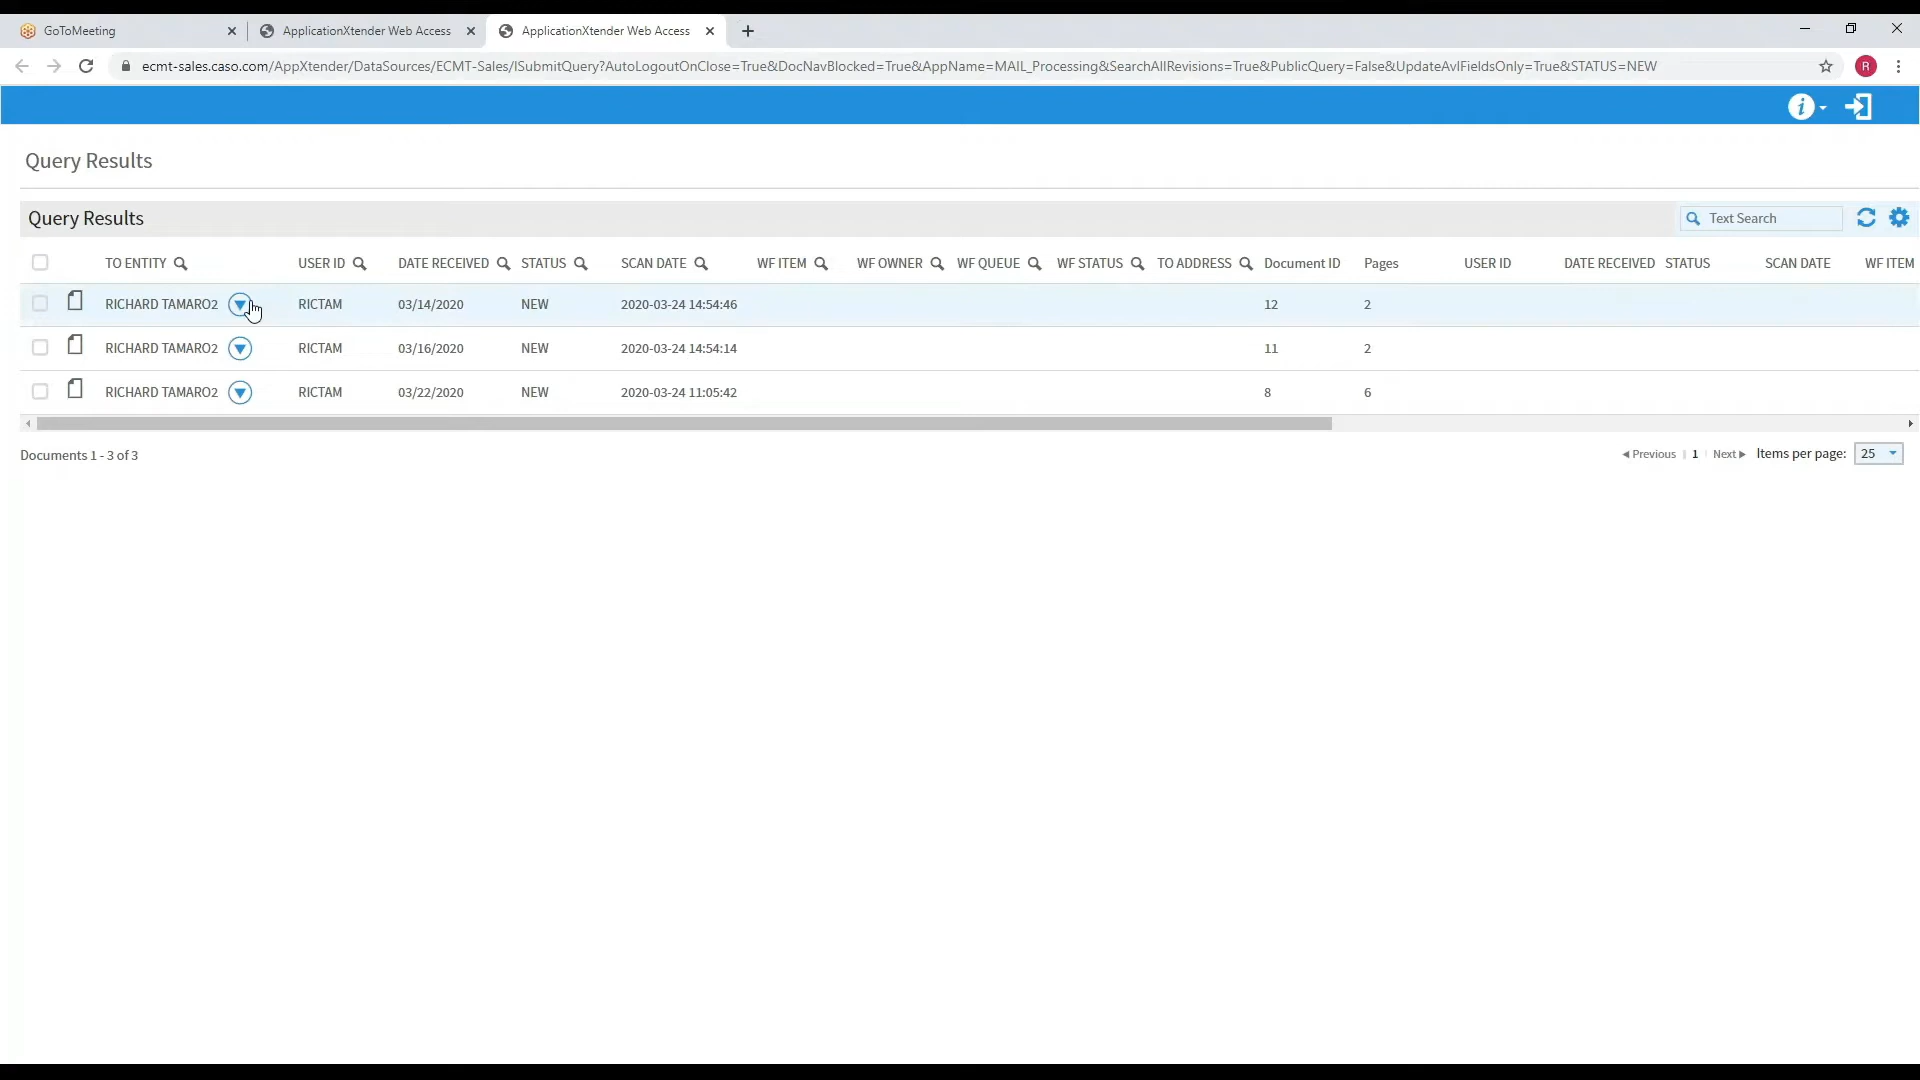 GoToMeeting
ApplicationXtender Web Access
ApplicationXtender Web Access
ecmt-sales.caso.com/AppXtender/DataSources/ECMT-Sales/ISubmitQuery?AutoLogoutOnClose=True&DocNavBlocked=True&AppName=MAIL_Processing&SearchAllRevisions=True&PublicQuery=False&UpdateAvlFieldsOnly=True&STATUS=NEW
R
Query Results
Query Results
Text Search
TO ENTITY USER ID DATE RECEIVED STATUS SCAN DATE WF ITEM WF OWNER WF QUEUE WF STATUS TO ADDRESS Document ID Pages USER ID DATE RECEIVED STATUS SCAN DATE WF ITEM
RICHARD TAMARO2 RICTAM 03/14/2020 NEW 2020-03-24 14:54:46 12 2
RICHARD TAMARO2 RICTAM 03/16/2020 NEW 2020-03-24 14:54:14 11 2
RICHARD TAMARO2 RICTAM 03/22/2020 NEW 2020-03-24 11:05:42 8 6
Documents 1 - 3 of 3
Previous 1 Next Items per page: 25